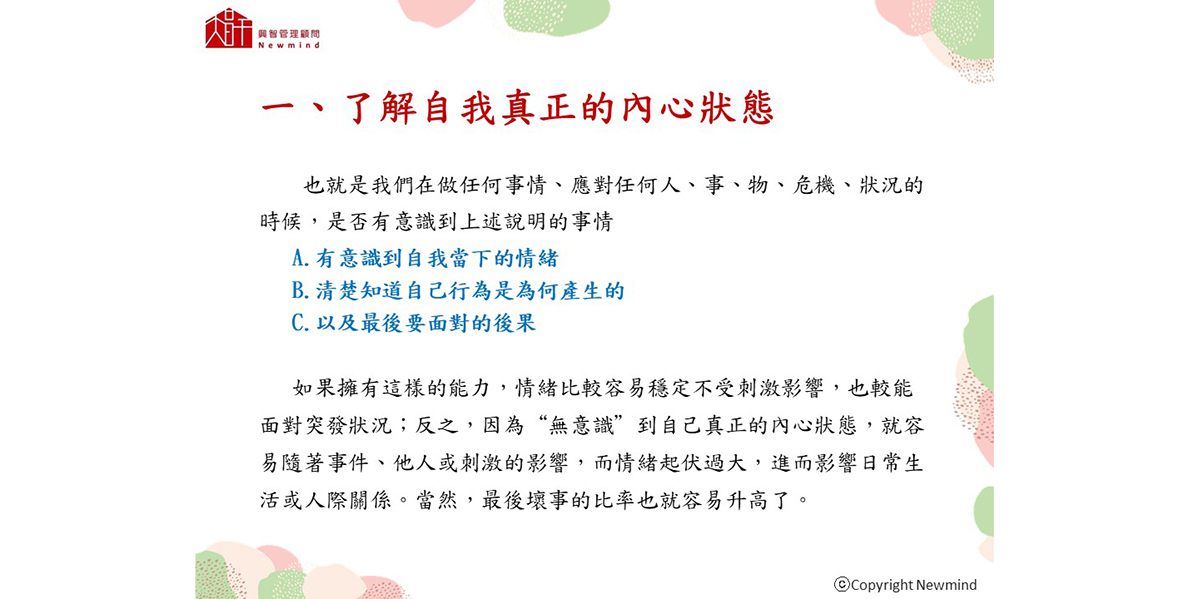 興智管理顧問
Newmind
一、了解自我真正的內心狀態
也就是我們在做任何事情、應對任何人、事、物、危機、狀況的
時候，是否有意識到上述說明的事情
A.有意識到自我當下的情緒
B.清楚知道自己行為是為何產生的
C.以及最後要面對的後果
如果擁有這樣的能力，情緒比較容易穩定不受刺激影響，也較能
面對突發狀況；反之，因為“無意識”到自己真正的內心狀態，就容
易隨著事件、他人或刺激的影響，而情緒起伏過大，進而影響日常生
活或人際關係。當然，最後壞事的比率也就容易升高了。
ⓒCopyright Newmind